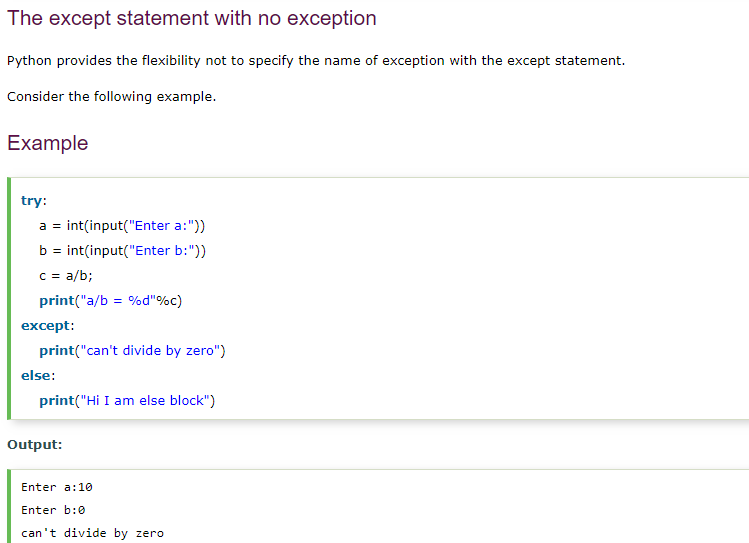 The except statement with no exception
Python provides the flexibility not to specify the name of exception with the except statement.
Consider the following example.
Example
try:
    a = int(input("Enter a:"))
    b = int(input("Enter b:"))
    c = a/b;
    print("a/b = %d"%c)
except:
    print("can't divide by zero")
else:
    print("Hi I am else block")
Output:
Enter a:10
Enter b:0
can't divide by zero